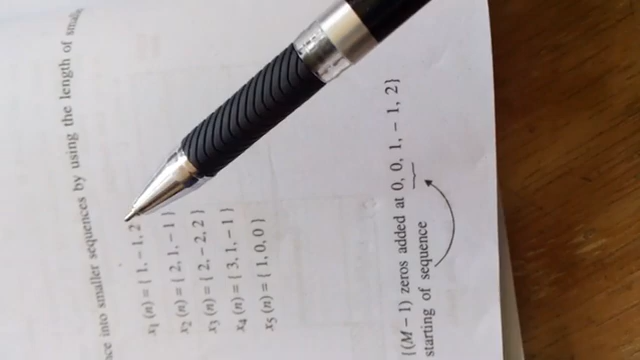 into smaller sequences by using the length of
x₁ (n) = { 1, − 1, 2
x₂ (n) = { 2, 1, − 1 }
x₃ (n) = { 2, − 2, 2 }
x₄ (n) = { 3, 1, − 1 }
x₅ (n) = { 1, 0, 0 }
{(M − 1) zeros added at 0, 0, 1, − 1, 2}
starting of sequence